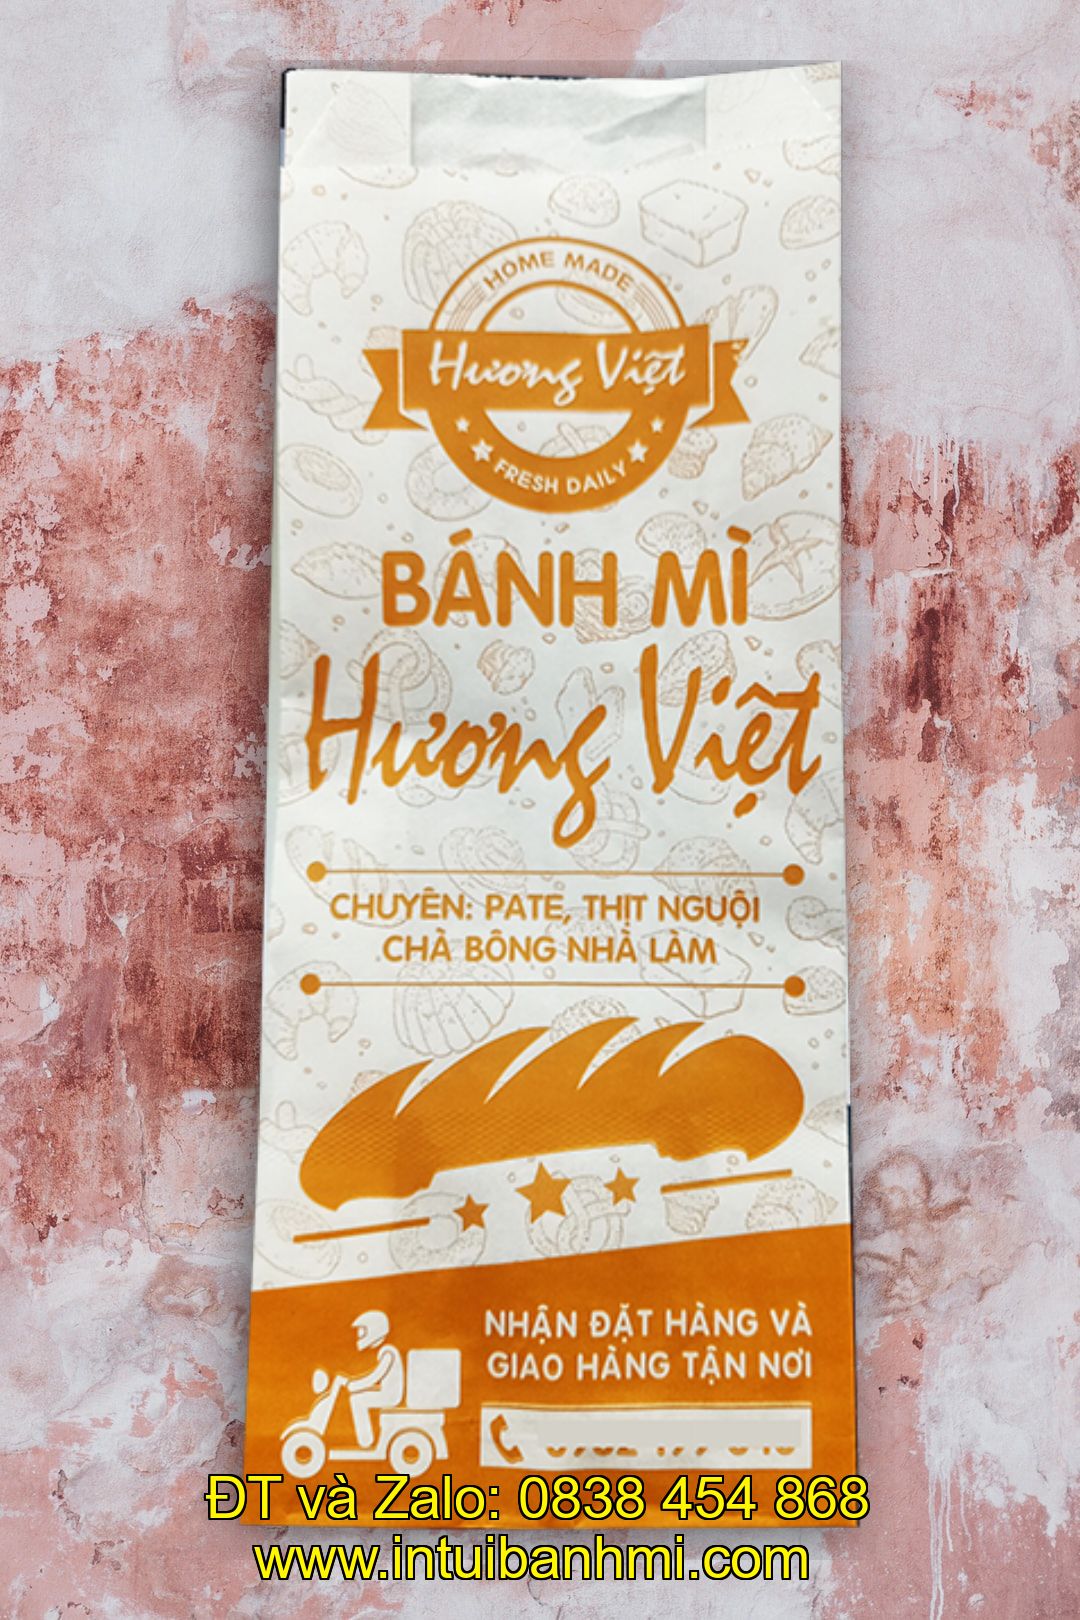 HOME MADE
Hương Việt
FRESH DAILY
BÁNH MÌ
Hương Việt
CHUYÊN: PATE, THỊT NGUỘI
CHÀ BÔNG NHÀ LÀM
NHẬN ĐẶT HÀNG VÀ
GIAO HÀNG TẬN NƠI
ĐT và Zalo: 0838 454 868
www.intuibanhmi.com